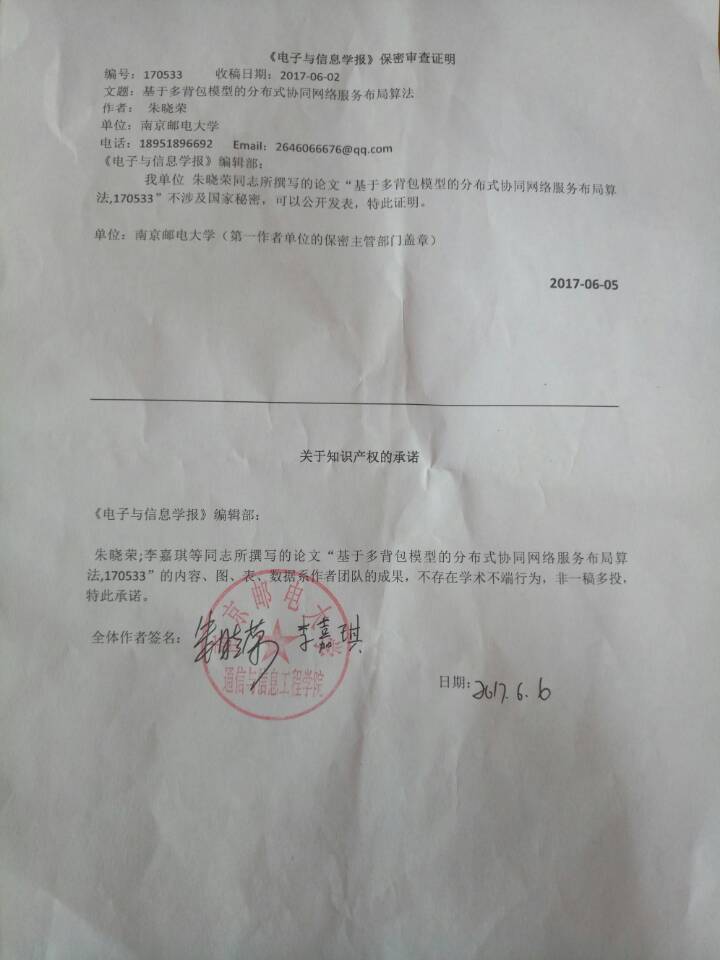 《电子与信息学报》保密审查证明
编号：170533 收稿日期：2017-06-02
文题：基于多背包模型的分布式协同网络服务布局算法
作者： 朱晓荣
单位：南京邮电大学
电话：18951896692 Email：2646066676@qq.com
《电子与信息学报》编辑部：
我单位 朱晓荣同志所撰写的论文“基于多背包模型的分布式协同网络服务布局算
法,170533”不涉及国家秘密，可以公开发表，特此证明。
单位：南京邮电大学（第一作者单位的保密主管部门盖章）
2017-06-05
关于知识产权的承诺
《电子与信息学报》编辑部：
朱晓荣;李嘉琪等同志所撰写的论文“基于多背包模型的分布式协同网络服务布局算
法,170533”的内容、图、表、数据系作者团队的成果，不存在学术不端行为，非一稿多投，
特此承诺。
全体作者签名：朱晓荣 李嘉琪
南京邮电大学
通信与信息工程学院
日期：2017.6.6